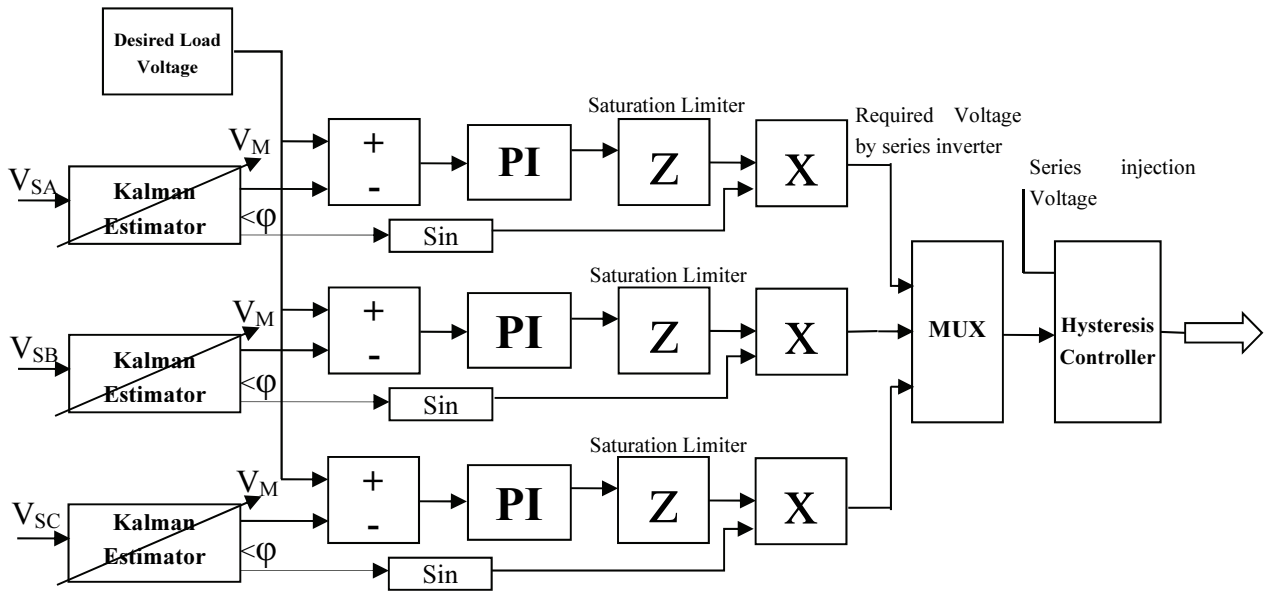 Desired Load
Voltage
Saturation Limiter
Required Voltage
by series inverter
V_M
+
-
PI
Z
X
Series injection
Voltage
V_SA
Kalman
Estimator
<φ
Sin
Saturation Limiter
V_M
+
-
PI
Z
X
MUX
Hysteresis
Controller
V_SB
Kalman
Estimator
<φ
Sin
Saturation Limiter
V_M
+
-
PI
Z
X
V_SC
Kalman
Estimator
<φ
Sin